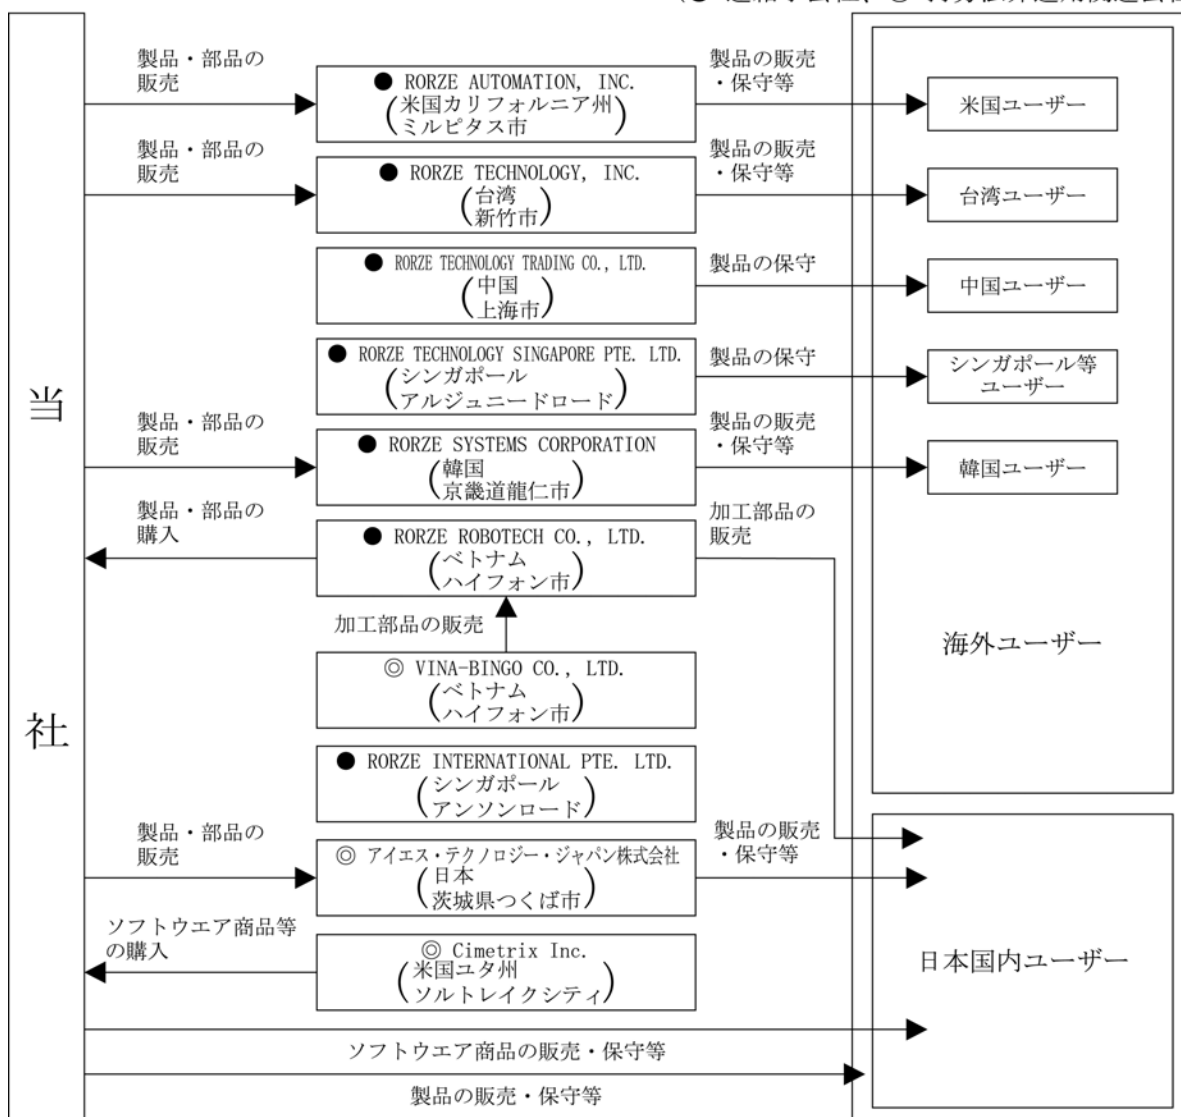 連結子会社、
製品・部品の
販売
● RORZE AUTOMATION, INC.
(米国カリフォルニア州
ミルピタス市)
製品の販売
・保守等
米国ユーザー
製品・部品の
販売
● RORZE TECHNOLOGY, INC.
(台湾
新竹市)
製品の販売
・保守等
台湾ユーザー
● RORZE TECHNOLOGY TRADING CO., LTD.
(中国
上海市)
製品の保守
中国ユーザー
● RORZE TECHNOLOGY SINGAPORE PTE. LTD.
(シンガポール
アルジュニードロード)
製品の保守
シンガポール等
ユーザー
当
社
製品・部品の
販売
● RORZE SYSTEMS CORPORATION
(韓国
京畿道龍仁市)
製品の販売
・保守等
韓国ユーザー
製品・部品の
購入
● RORZE ROBOTECH CO., LTD.
(ベトナム
ハイフォン市)
加工部品の
販売
加工部品の販売
海外ユーザー
◎ VINA-BINGO CO., LTD.
(ベトナム
ハイフォン市)
● RORZE INTERNATIONAL PTE. LTD.
(シンガポール
アンソンロード)
製品・部品の
販売
◎ アイエス・テクノロジー・ジャパン株式会社
(日本
茨城県つくば市)
製品の販売
・保守等
ソフトウエア商品等
の購入
◎ Cimetrix Inc.
(米国ユタ州
ソルトレイクシティ)
日本国内ユーザー
ソフトウエア商品の販売・保守等
製品の販売・保守等